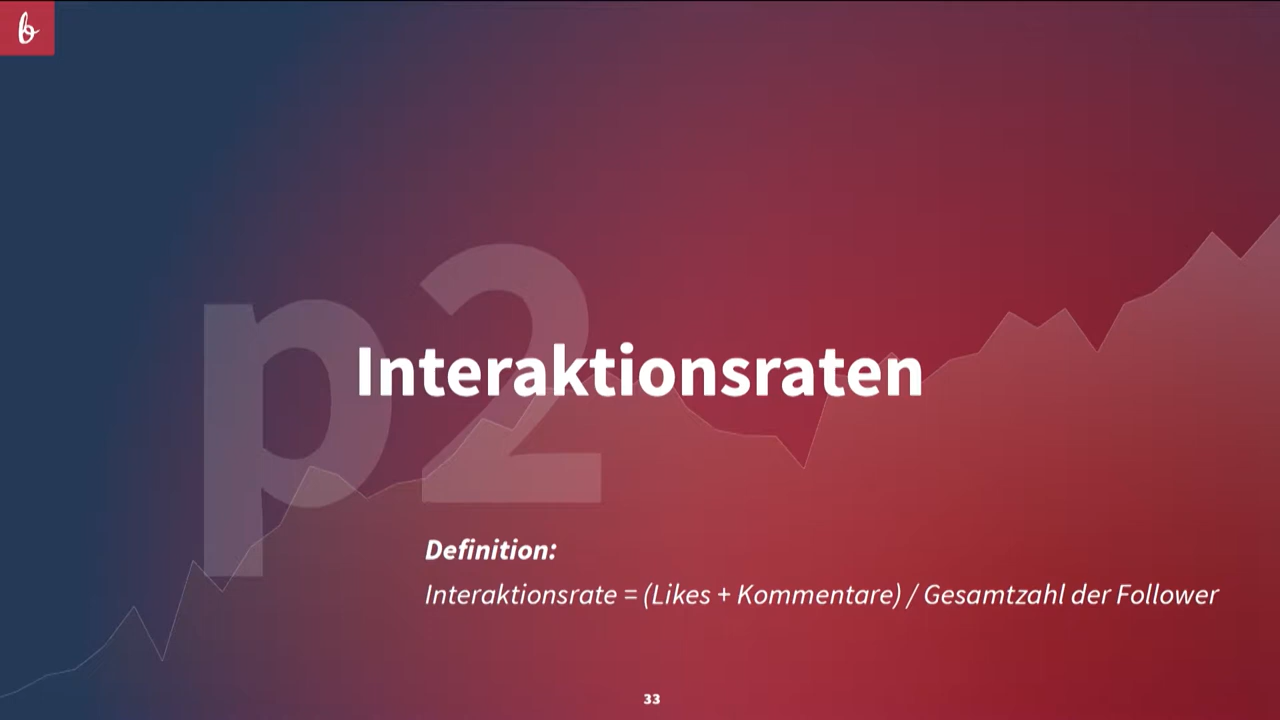 b
p2
Interaktionsraten
Definition:
Interaktionsrate = (Likes + Kommentare) / Gesamtzahl der Follower
33